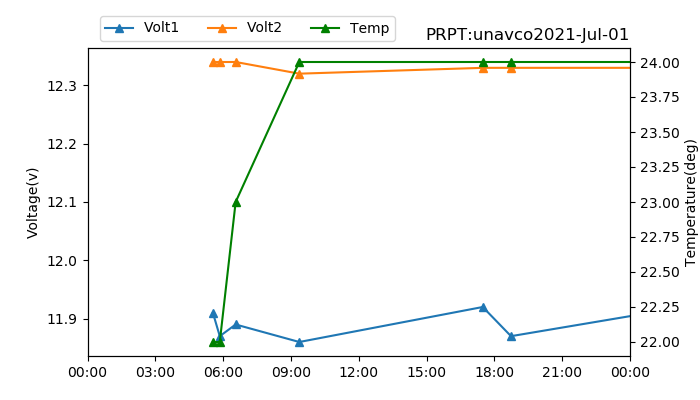 Volt1 Volt2 Temp
PRPT:unavco2021-Jul-01
Voltage(v)
12.3
12.2
12.1
12.0
11.9
24.00
23.75
23.50
23.25
23.00
22.75
22.50
22.25
22.00
Temperature(deg)
00:00 03:00 06:00 09:00 12:00 15:00 18:00 21:00 00:00